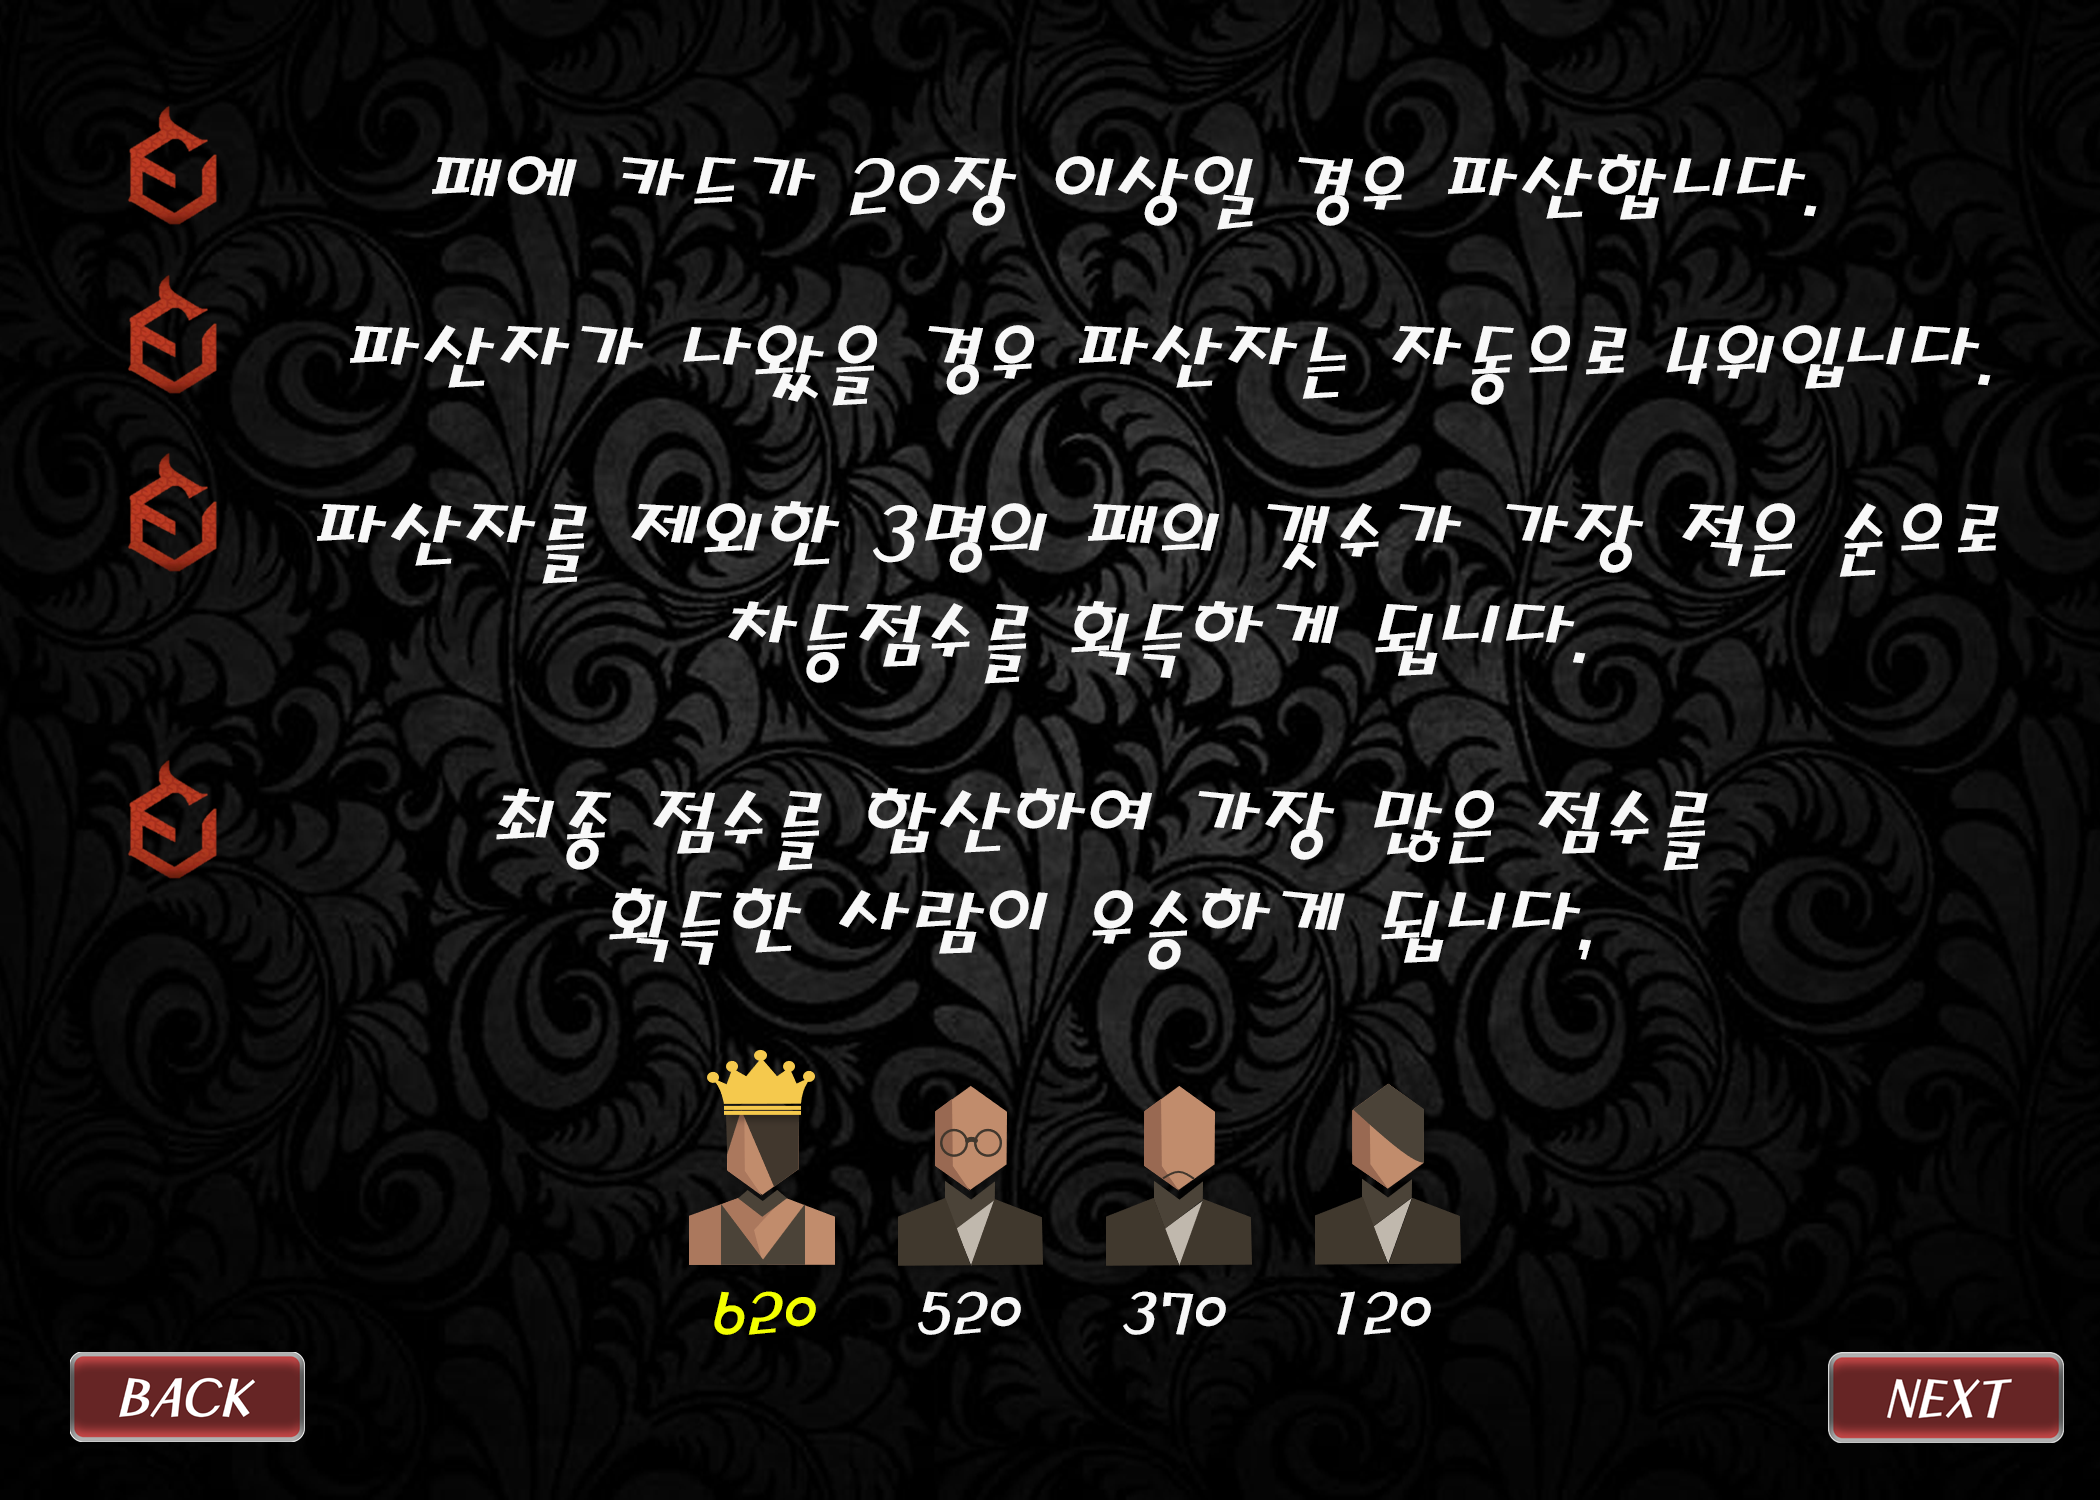 패에 카드가 20장 이상일 경우 파산합니다.
파산자가 나왔을 경우 파산자는 자동으로 4위입니다.
파산자를 제외한 3명의 패의 갯수가 가장 적은 순으로
차등점수를 획득하게 됩니다.
최종 점수를 합산하여 가장 많은 점수를
획득한 사람이 우승하게 됩니다,
620 520 370 120
BACK NEXT